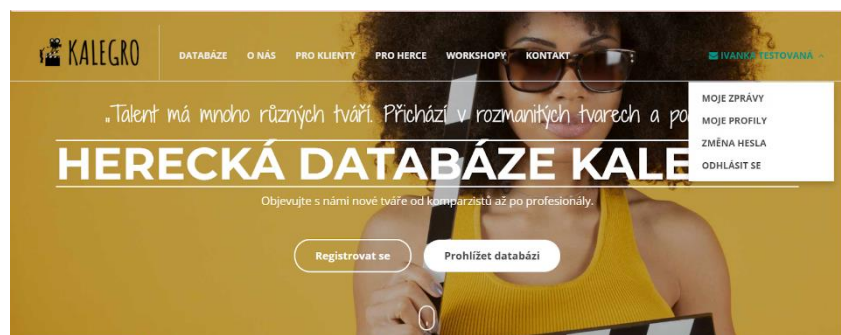 KALEGRO
DATABÁZE O NÁS PRO KLIENTY PRO HERCE WORKSHOPY KONTAKT IVANKA TESTOVANÁ
MOJE ZPRÁVY
MOJE PROFILY
ZMĚNA HESLA
ODHLÁSIT SE
„Talent má mnoho různých tváří. Přichází v rozmanitých tvarech a
HERECKÁ DATABÁZE KALE
Objevujte s námi nové tváře od komparzistů až po profesionály.
Registrovat se Prohlížet databázi